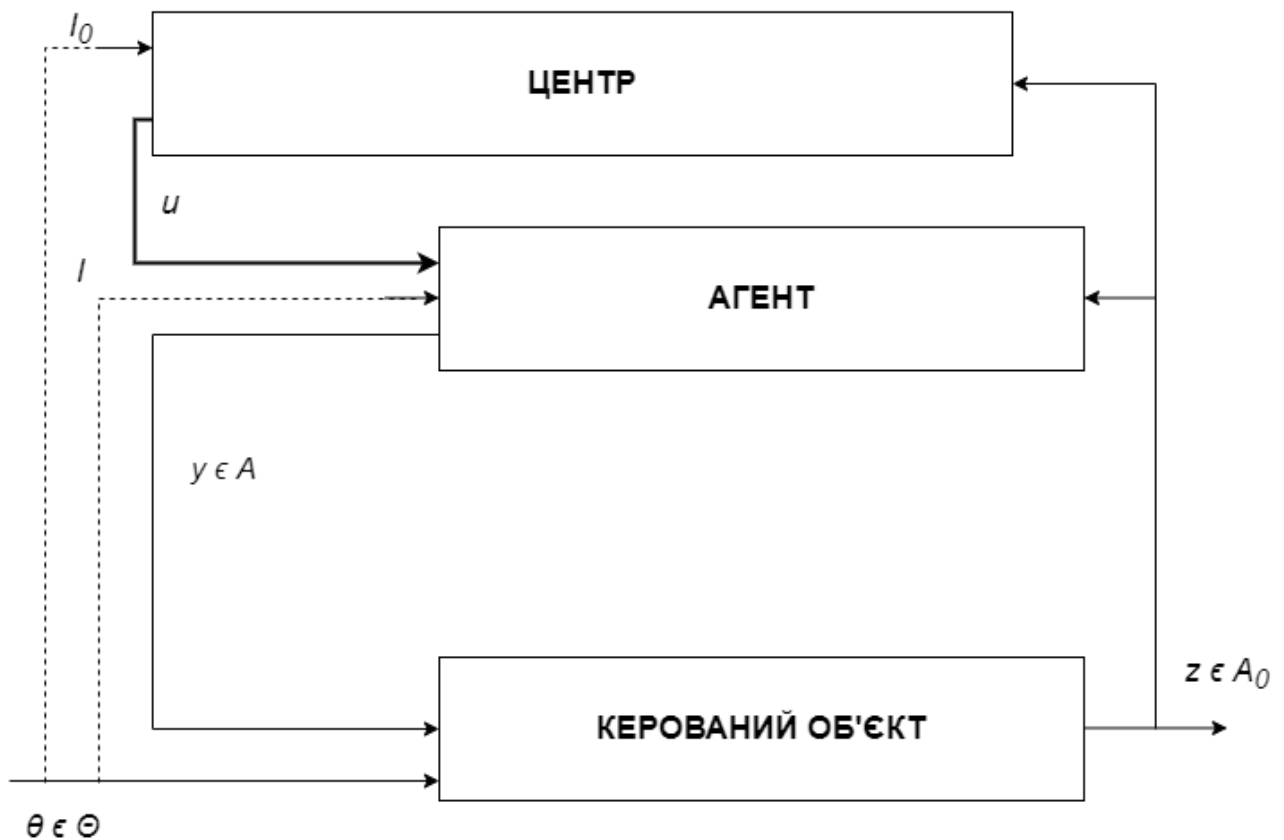 I₀
ЦЕНТР
u
I
АГЕНТ
y ϵ A
z ϵ A₀
КЕРОВАНИЙ ОБ'ЄКТ
θ ϵ Θ